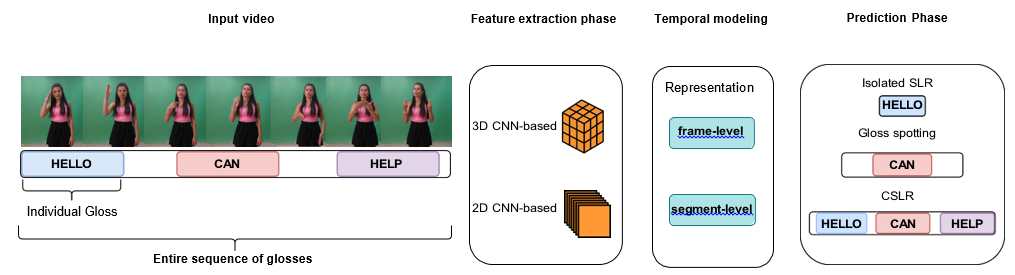 Input video
Feature extraction phase
Temporal modeling
Prediction Phase
HELLO
CAN
HELP
Individual Gloss
Entire sequence of glosses
3D CNN-based
2D CNN-based
Representation
frame-level
segment-level
Isolated SLR
HELLO
Gloss spotting
CAN
CSLR
HELLO
CAN
HELP